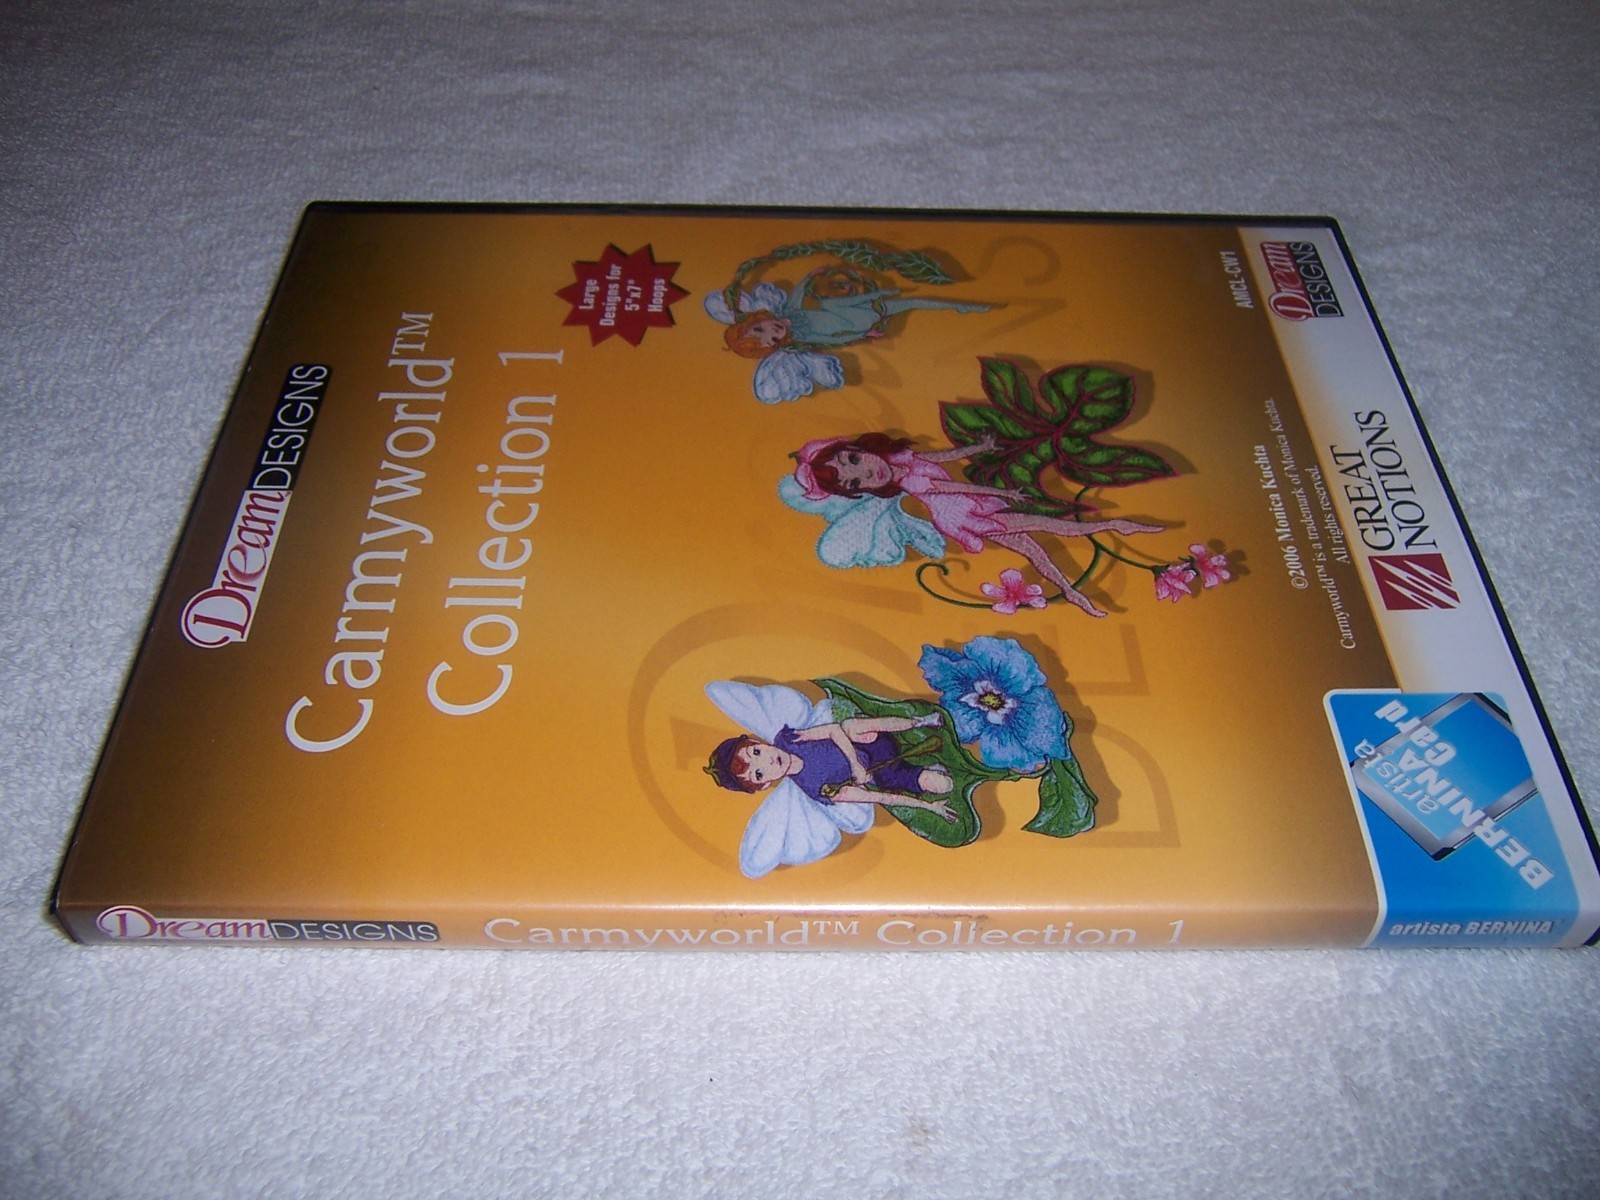 Dream DESIGNS
Carmyworld™
Collection 1
Large
Designs for
5"x7"
Hoops
©2006 Monica Kuchta
Carmyworld™ is a trademark of Monica Kuchta.
All rights reserved.
AMCL-CW1
artista
BERNINA
Card
GREAT
NOTIONS
Dream
DESIGNS
Dream DESIGNS
Carmyworld™ Collection 1
artista BERNINA